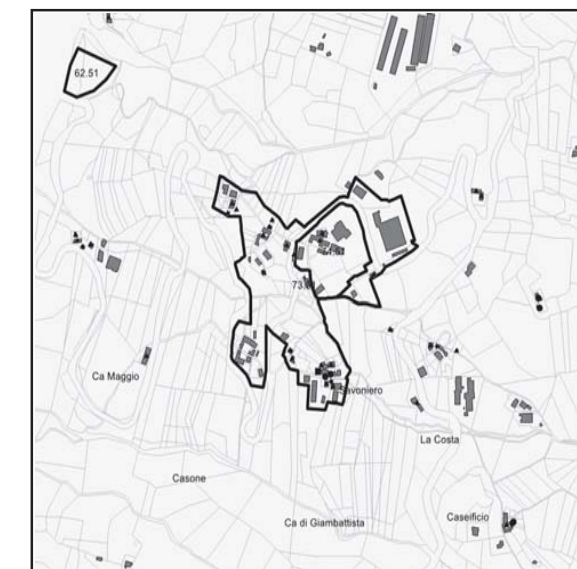 62.51
Savoniero
Ca Maggio
La Costa
Casone
Ca di Giambattista
Caseificio